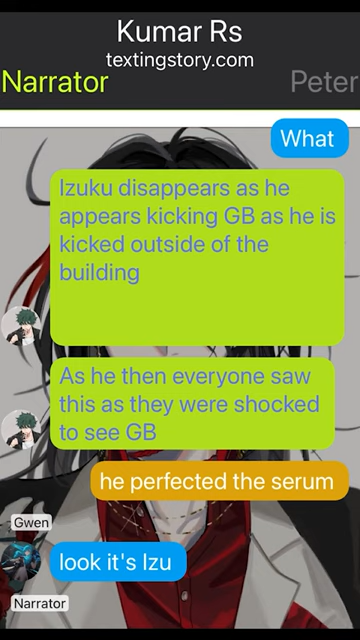 Kumar Rs
textingstory.com
Narrator Peter
What
Izuku disappears as he
appears kicking GB as he is
kicked outside of the
building
As he then everyone saw
this as they were shocked
to see GB
he perfected the serum
Gwen
look it's Izu
Narrator